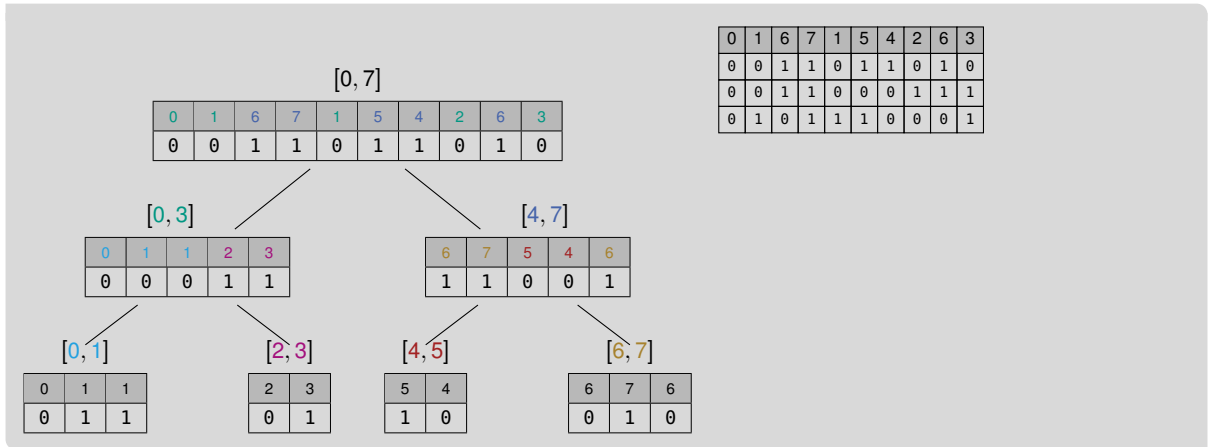 [0, 7]
0 1 6 7 1 5 4 2 6 3
0 0 1 1 0 1 1 0 1 0
[0, 3]
0 1 1 2 3
0 0 0 1 1
[4, 7]
6 7 5 4 6
1 1 0 0 1
[0, 1]
0 1 1
0 1 1
[2, 3]
2 3
0 1
[4, 5]
5 4
1 0
[6, 7]
6 7 6
0 1 0
0 1 6 7 1 5 4 2 6 3
0 0 1 1 0 1 1 0 1 0
0 0 1 1 0 0 0 1 1 1
0 1 0 1 1 1 0 0 0 1